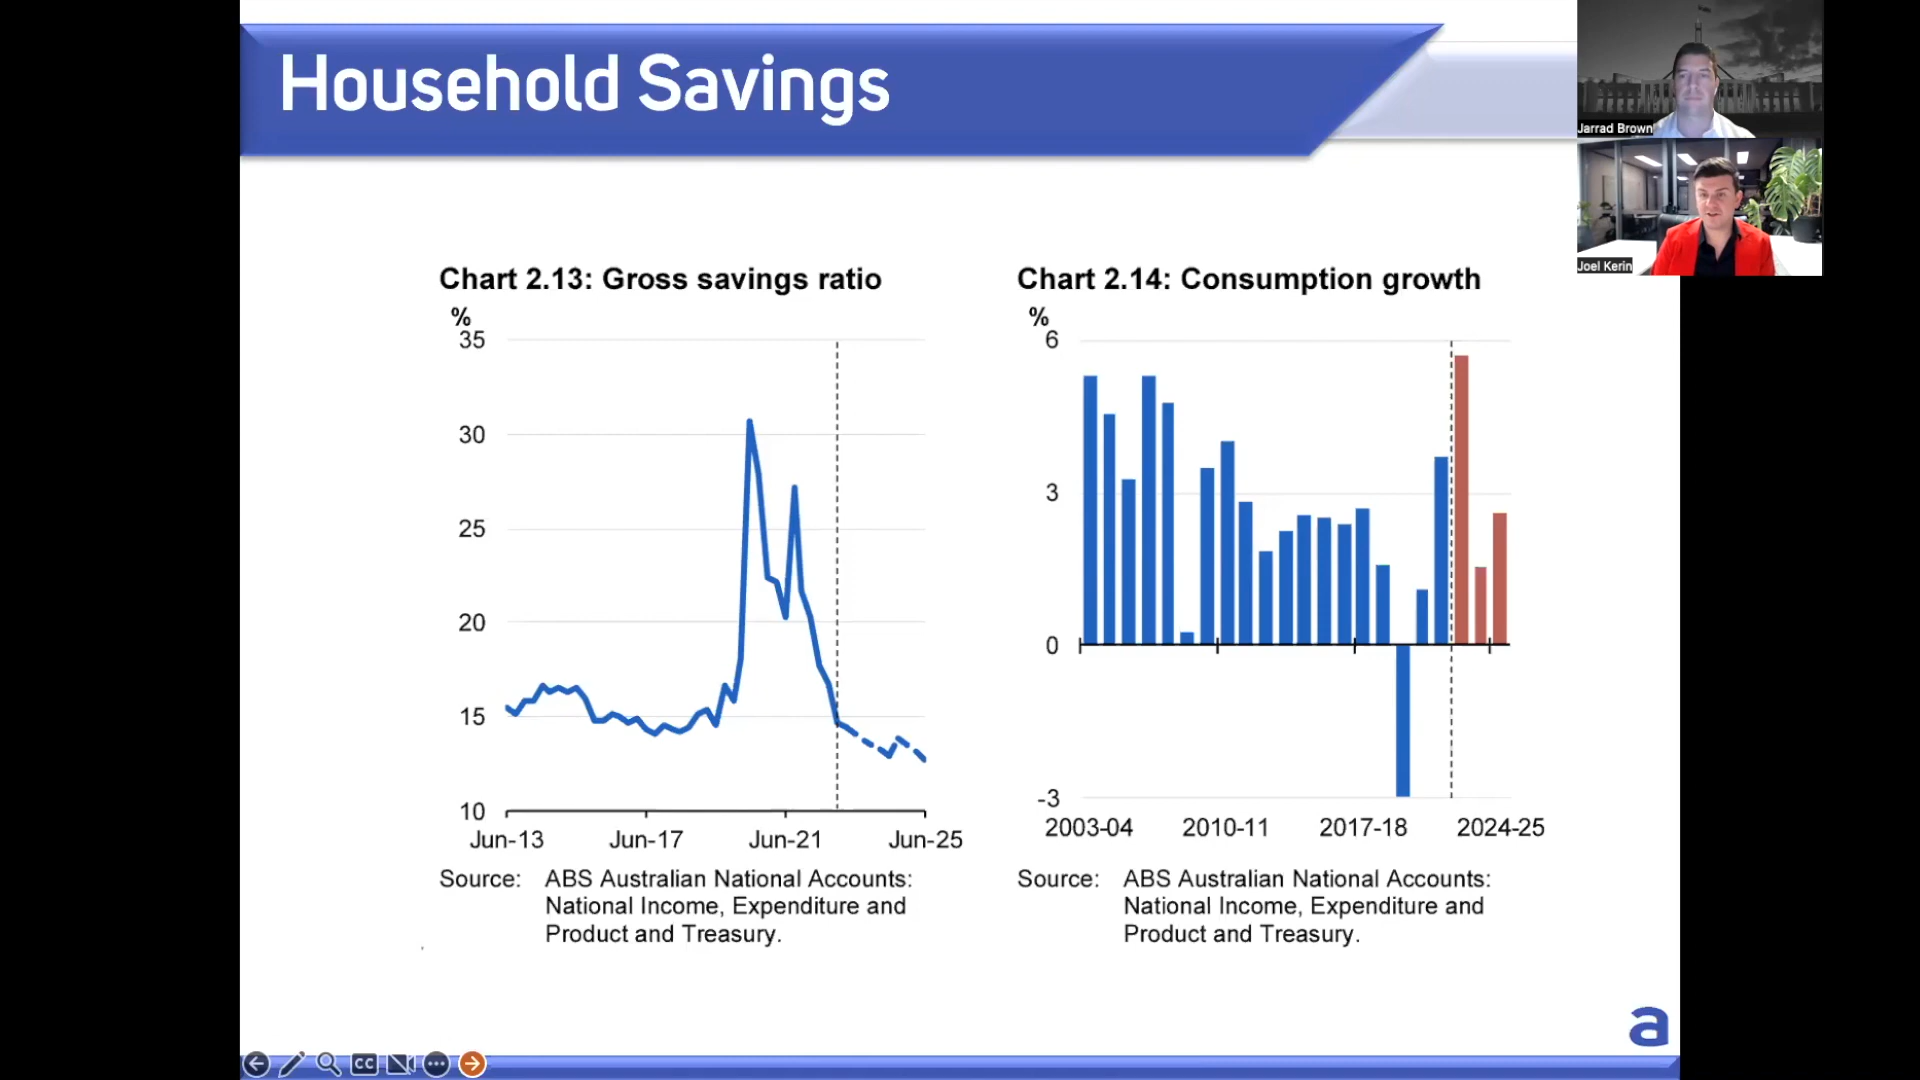 Household Savings
Jarrad Brown
Joel Kerin
Chart 2.13: Gross savings ratio
%
35
30
25
20
15
10
Jun-13 Jun-17 Jun-21 Jun-25
Source: ABS Australian National Accounts:
National Income, Expenditure and
Product and Treasury.
Chart 2.14: Consumption growth
%
6
3
0
-3
2003-04 2010-11 2017-18 2024-25
Source: ABS Australian National Accounts:
National Income, Expenditure and
Product and Treasury.
a
CC